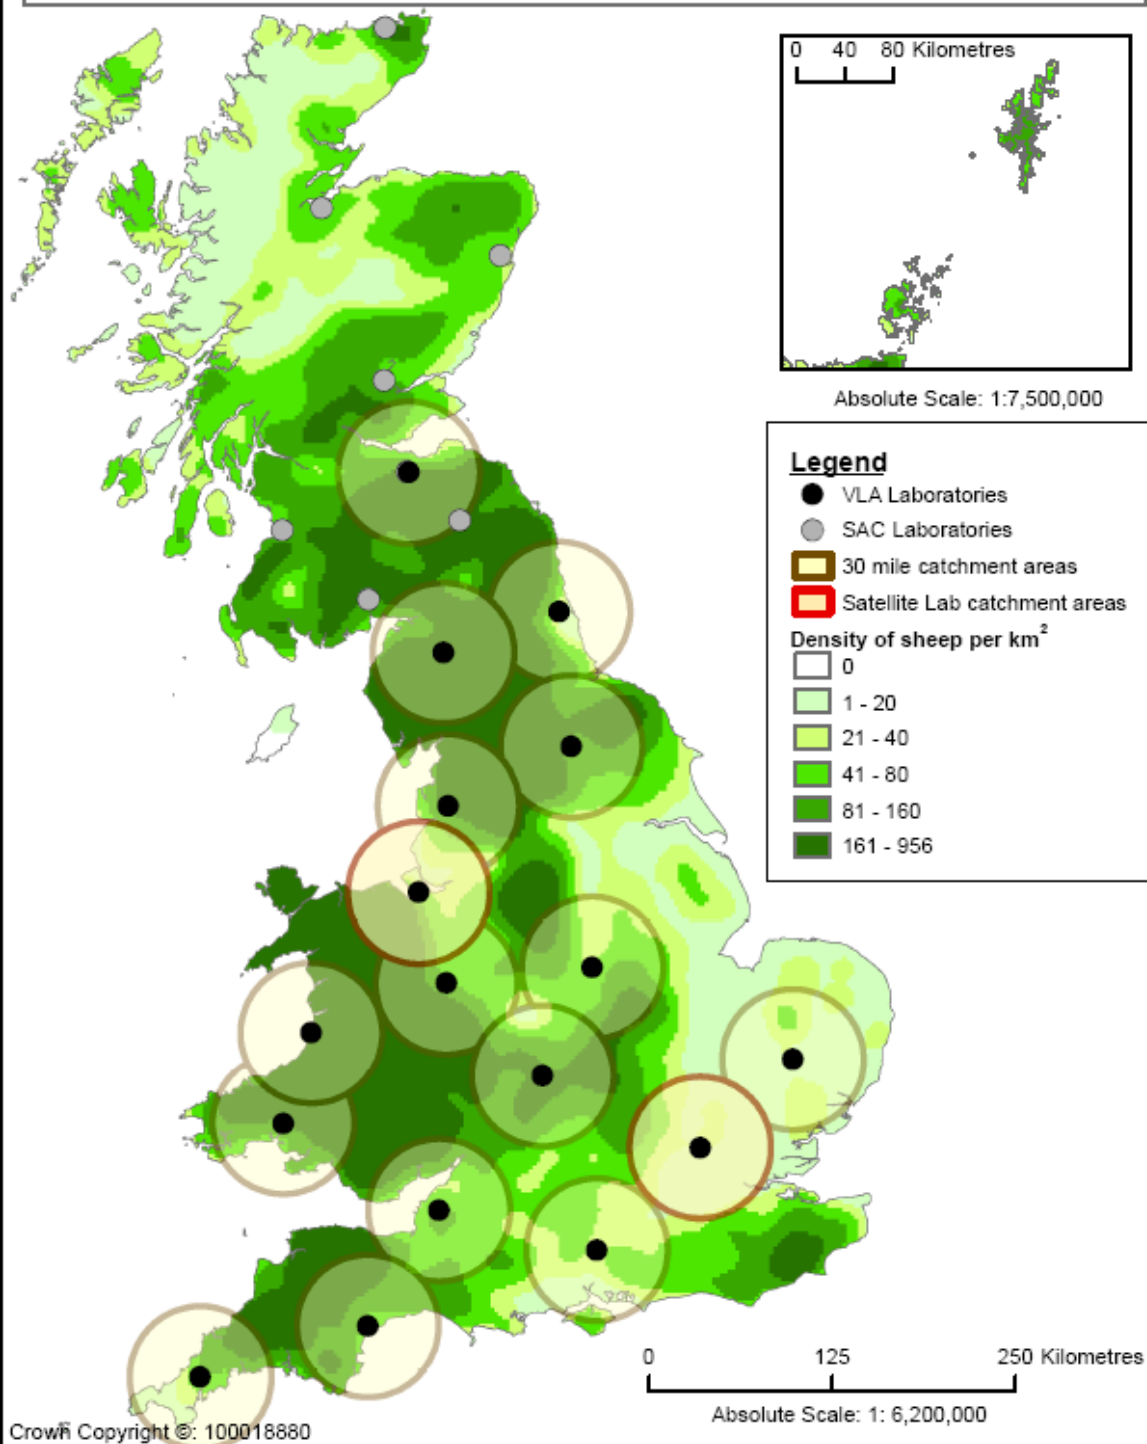 0 40 80 Kilometres
Absolute Scale: 1:7,500,000
Legend
VLA Laboratories
SAC Laboratories
30 mile catchment areas
Satellite Lab catchment areas
Density of sheep per km²
0
1 - 20
21 - 40
41 - 80
81 - 160
161 - 956
0 125 250 Kilometres
Absolute Scale: 1: 6,200,000
Crown Copyright ©: 100018880